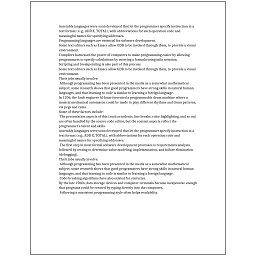 Assembly languages were soon developed that let the programmer specify instruction in a
text format (e.g., ADD X, TOTAL), with abbreviations for each operation code and
meaningful names for specifying addresses.
Programming languages are essential for software development.
Some text editors such as Emacs allow GDB to be invoked through them, to provide a visual
environment.
Compilers harnessed the power of computers to make programming easier by allowing
programmers to specify calculations by entering a formula using infix notation.
Scripting and breakpointing is also part of this process.
Some text editors such as Emacs allow GDB to be invoked through them, to provide a visual
environment.
Their jobs usually involve:
Although programming has been presented in the media as a somewhat mathematical
subject, some research shows that good programmers have strong skills in natural human
languages, and that learning to code is similar to learning a foreign language.
In 1206, the Arab engineer Al-Jazari invented a programmable drum machine where a
musical mechanical automaton could be made to play different rhythms and drum patterns,
via pegs and cams.
Some of these factors include:
The presentation aspects of this (such as indents, line breaks, color highlighting, and so on)
are often handled by the source code editor, but the content aspects reflect the
programmer's talent and skills.
Assembly languages were soon developed that let the programmer specify instruction in a
text format (e.g., ADD X, TOTAL), with abbreviations for each operation code and
meaningful names for specifying addresses.
The first step in most formal software development processes is requirements analysis,
followed by testing to determine value modeling, implementation, and failure elimination
(debugging).
Their jobs usually involve:
Although programming has been presented in the media as a somewhat mathematical
subject, some research shows that good programmers have strong skills in natural human
languages, and that learning to code is similar to learning a foreign language.
Code-breaking algorithms have also existed for centuries.
By the late 1960s, data storage devices and computer terminals became inexpensive enough
that programs could be created by typing directly into the computers.
Following a consistent programming style often helps readability.